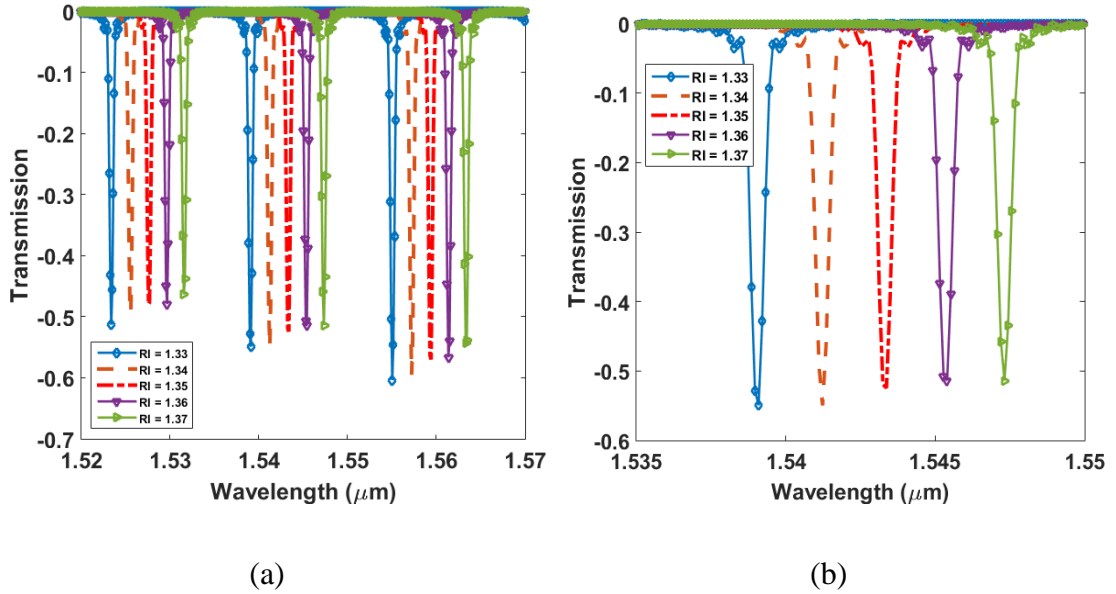 0
-0.1
-0.2
-0.3
-0.4
-0.5
-0.6
-0.7
Transmission
RI = 1.33
RI = 1.34
RI = 1.35
RI = 1.36
RI = 1.37
1.52 1.53 1.54 1.55 1.56 1.57
Wavelength (μm)
(a)
0
-0.1
-0.2
-0.3
-0.4
-0.5
-0.6
Transmission
RI = 1.33
RI = 1.34
RI = 1.35
RI = 1.36
RI = 1.37
1.535 1.54 1.545 1.55
Wavelength (μm)
(b)